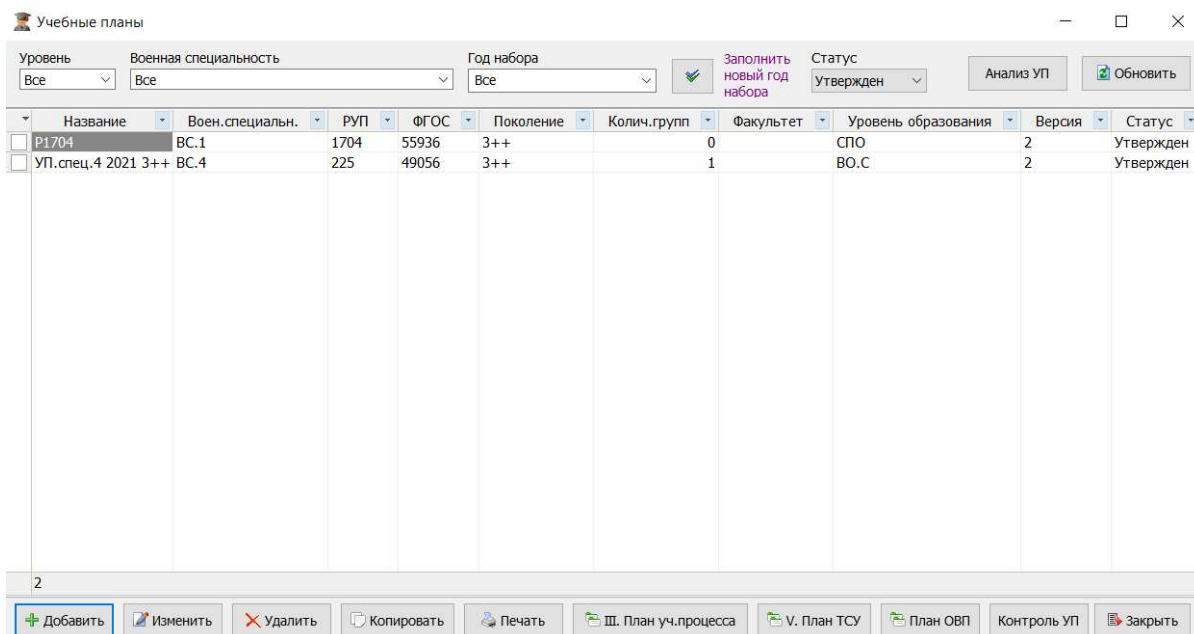 Учебные планы
Уровень Военная специальность Год набора Заполнить новый год набора Статус
Все Все Все Утвержден Анализ УП Обновить
Название Воен.специальн. РУП ФГОС Поколение Колич.групп Факультет Уровень образования Версия Статус
Р1704 ВС.1 1704 55936 3++ 0 СПО 2 Утвержден
УП.спец.4 2021 3++ ВС.4 225 49056 3++ 1 ВО.С 2 Утвержден
2
Добавить Изменить Удалить Копировать Печать III. План уч.процесса V. План ТСУ План ОВП Контроль УП Закрыть